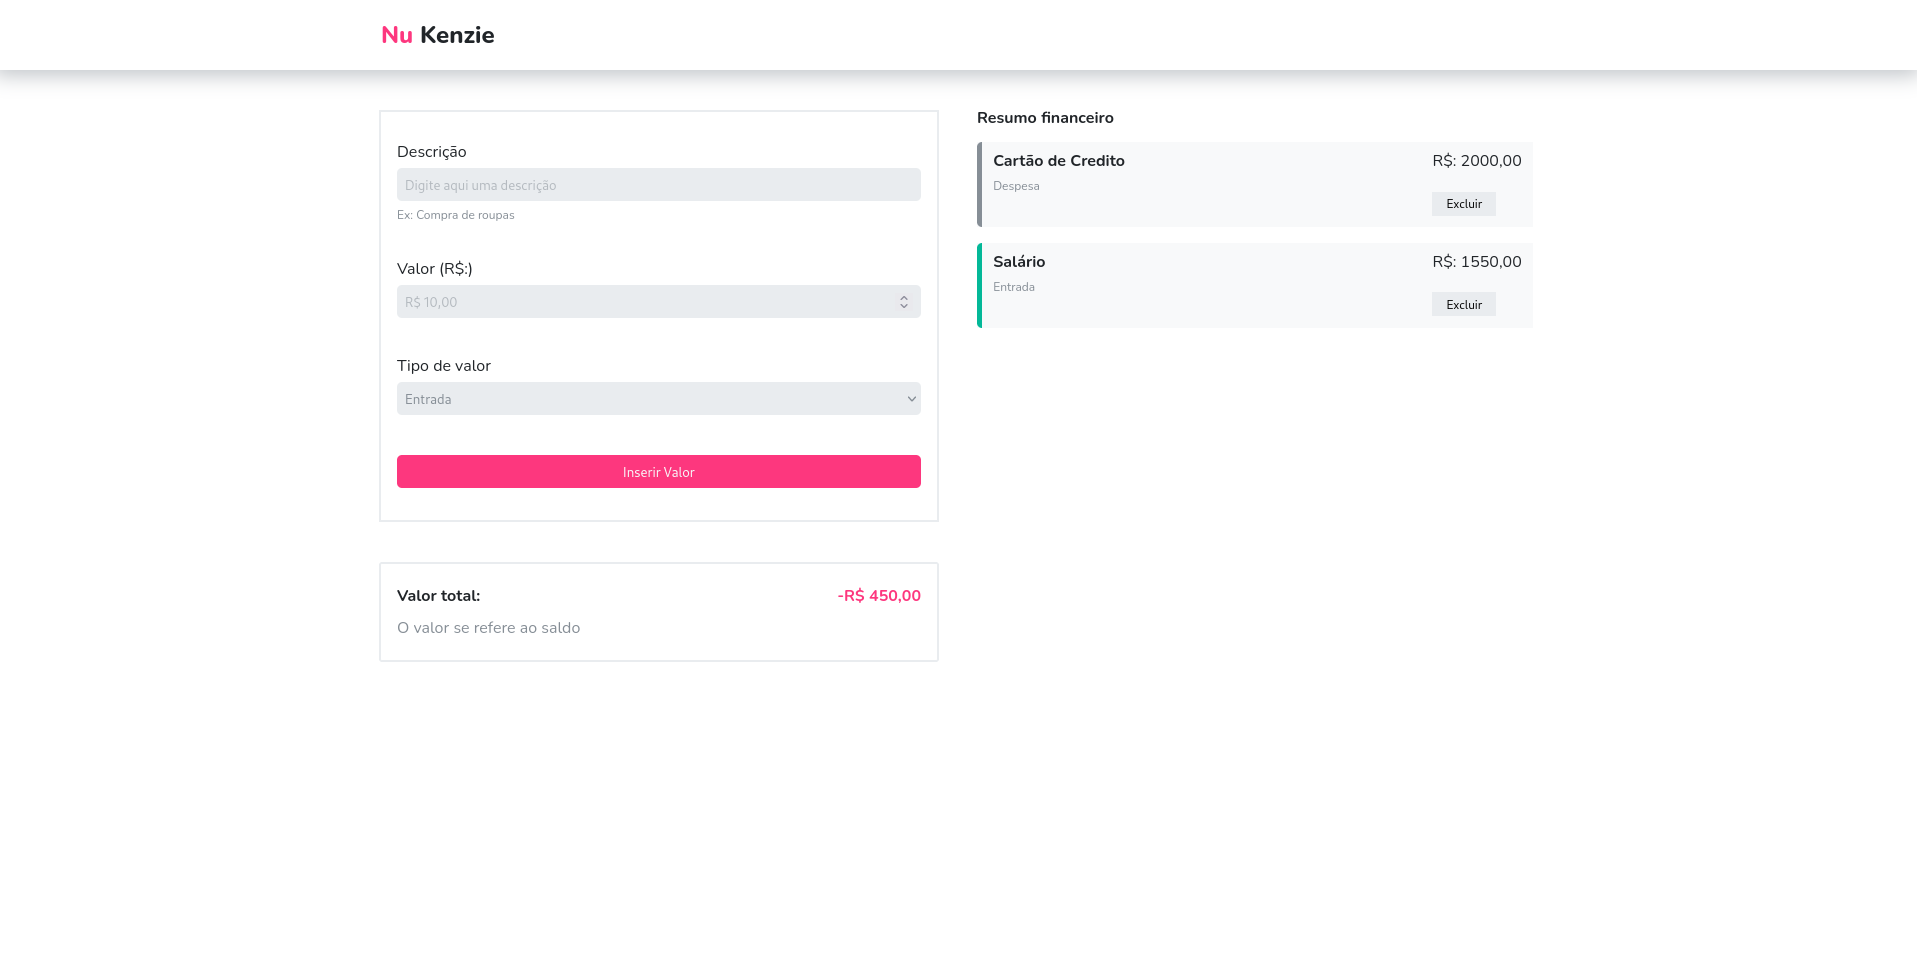 Nu Kenzie
Descrição
Digite aqui uma descrição
Ex: Compra de roupas
Valor (R$:)
R$ 10,00
Tipo de valor
Entrada
Inserir Valor
Valor total:
-R$ 450,00
O valor se refere ao saldo
Resumo financeiro
Cartão de Credito
R$: 2000,00
Despesa
Excluir
Salário
R$: 1550,00
Entrada
Excluir